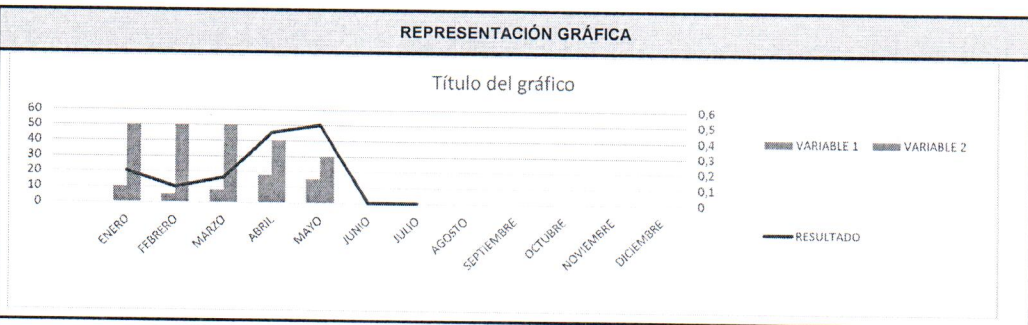 REPRESENTACIÓN GRÁFICA
Título del gráfico
60
50
40
30
20
10
0
0,6
0,5
0,4
0,3
0,2
0,1
0
ENERO
FEBRERO
MARZO
ABRIL
MAYO
JUNIO
JULIO
AGOSTO
SEPTIEMBRE
OCTUBRE
NOVIEMBRE
DICIEMBRE
VARIABLE 1
VARIABLE 2
RESULTADO